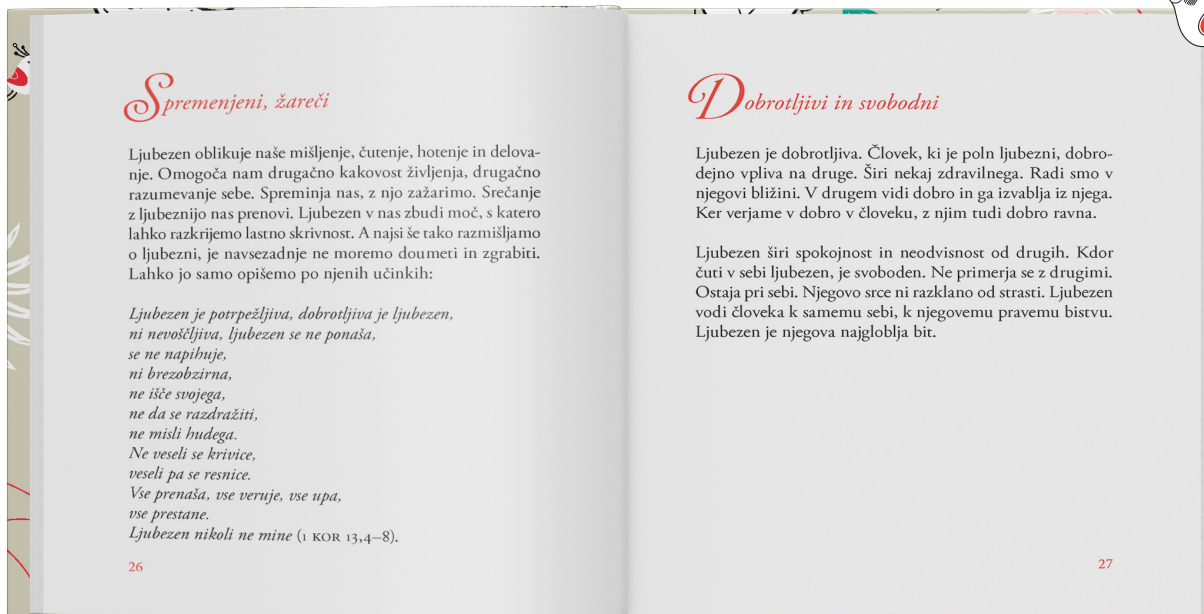 Spremenjeni, žareči
Ljubezen oblikuje naše mišljenje, čutenje, hotenje in delova-
nje. Omogoča nam drugačno kakovost življenja, drugačno
razumevanje sebe. Spreminja nas, z njo zažarimo. Srečanje
z ljubeznijo nas prenovi. Ljubezen v nas zbudi moč, s katero
lahko razkrijemo lastno skrivnost. A najsi še tako razmišljamo
o ljubezni, je navsezadnje ne moremo doumeti in zgrabiti.
Lahko jo samo opišemo po njenih učinkih:
Ljubezen je potrpežljiva, dobrotljiva je ljubezen,
ni nevoščljiva, ljubezen se ne ponaša,
se ne napihuje,
ni brezobzirna,
ne išče svojega,
ne da se razdražiti,
ne misli hudega.
Ne veseli se krivice,
veseli pa se resnice.
Vse prenaša, vse veruje, vse upa,
vse prestane.
Ljubezen nikoli ne mine (1 KOR 13,4–8).
26
Dobrotljivi in svobodni
Ljubezen je dobrotljiva. Človek, ki je poln ljubezni, dobro-
dejno vpliva na druge. Širi nekaj zdravilnega. Radi smo v
njegovi bližini. V drugem vidi dobro in ga izvablja iz njega.
Ker verjame v dobro v človeku, z njim tudi dobro ravna.
Ljubezen širi spokojnost in neodvisnost od drugih. Kdor
čuti v sebi ljubezen, je svoboden. Ne primerja se z drugimi.
Ostaja pri sebi. Njegovo srce ni razklano od strasti. Ljubezen
vodi človeka k samemu sebi, k njegovemu pravemu bistvu.
Ljubezen je njegova najgloblja bit.
27